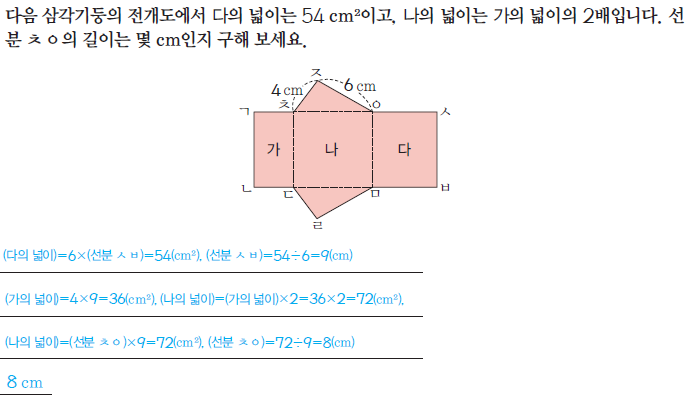 다음 삼각기둥의 전개도에서 다의 넓이는 54 cm²이고, 나의 넓이는 가의 넓이의 2배입니다. 선
분 ㅊㅇ의 길이는 몇 cm인지 구해 보세요.
ㅈ
4 cm
6 cm
ㄱ
ㅊ
ㅇ
ㅅ
가
나
다
ㄴ
ㄷ
ㅁ
ㅂ
ㄹ
(다의 넓이)=6×(선분 ㅅㅂ)=54(cm²), (선분 ㅅㅂ)=54÷6=9(cm)
(가의 넓이)=4×9=36(cm²), (나의 넓이)=(가의 넓이)×2=36×2=72(cm²),
(나의 넓이)=(선분 ㅊㅇ)×9=72(cm²), (선분 ㅊㅇ)=72÷9=8(cm)
8 cm